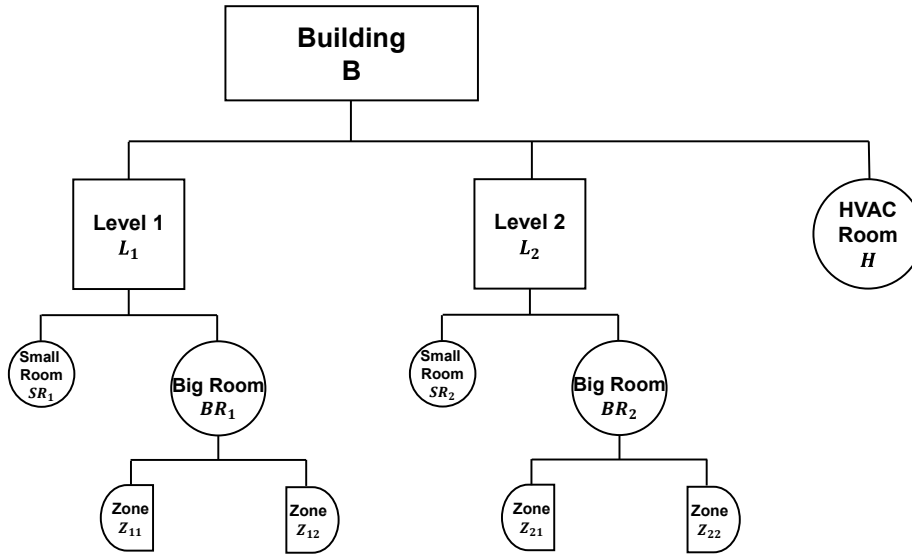 Building
B
Level 1
L₁
Level 2
L₂
HVAC
Room
H
Small
Room
SR₁
Big Room
BR₁
Small
Room
SR₂
Big Room
BR₂
Zone
Z₁₁
Zone
Z₁₂
Zone
Z₂₁
Zone
Z₂₂